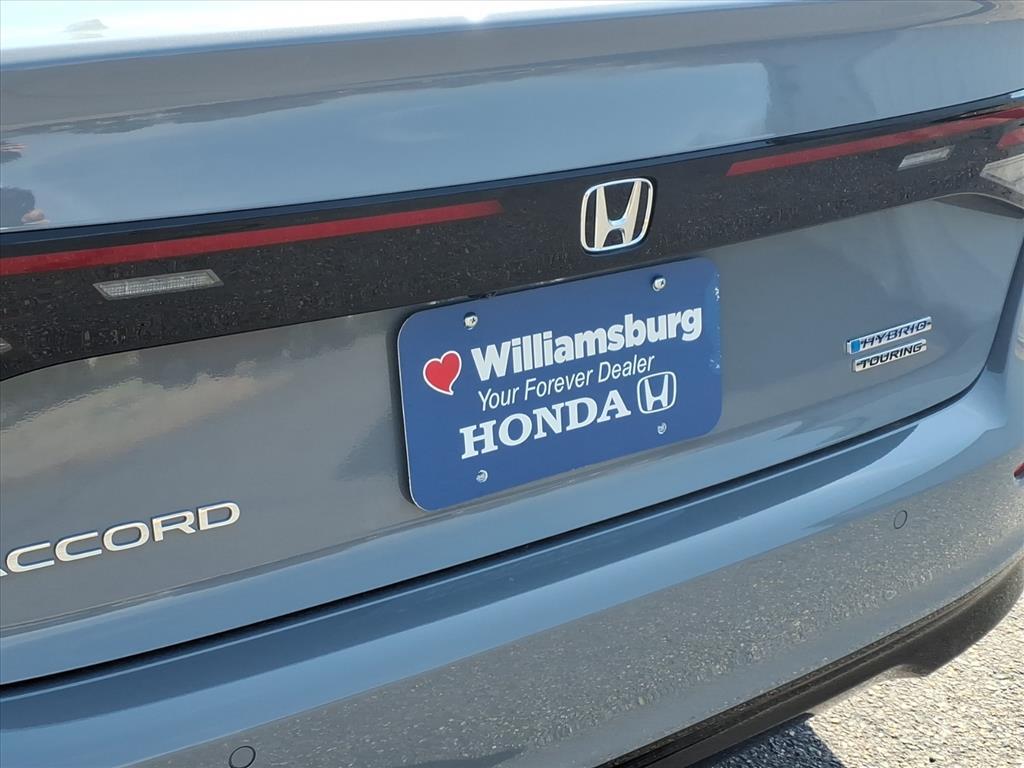 Williamsburg
Your Forever Dealer
HONDA
HYBRID
TOURING
ACCORD